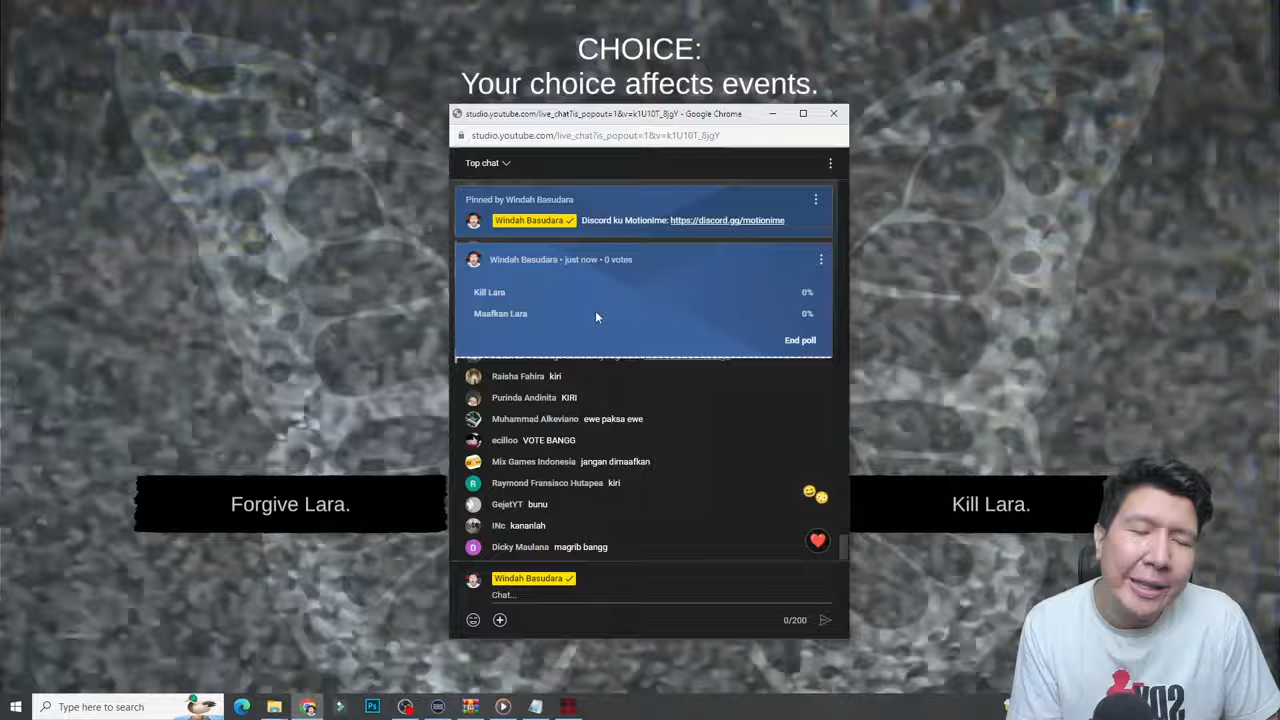 CHOICE:
Your choice affects events.
studio.youtube.com/live_chat?is_popout=1&v=k1U10T_8jgY - Google Chrome
studio.youtube.com/live_chat?is_popout=1&v=k1U10T_8jgY
Top chat
Pinned by Windah Basudara
Windah Basudara Discord ku MotionIme: https://discord.gg/motionime
Windah Basudara • just now • 0 votes
Kill Lara 0%
Maafkan Lara 0%
End poll
Raisha Fahira kiri
Purinda Andinita KIRI
Muhammad Alkeviano ewe paksa ewe
ecilloo VOTE BANGG
Mix Games Indonesia jangan dimaafkan
R Raymond Fransisco Hutapea kiri
GejetYT bunu
INc kananlah
D Dicky Maulana magrib bangg
Forgive Lara.
Kill Lara.
Windah Basudara
Chat...
0/200
Type here to search
Ps